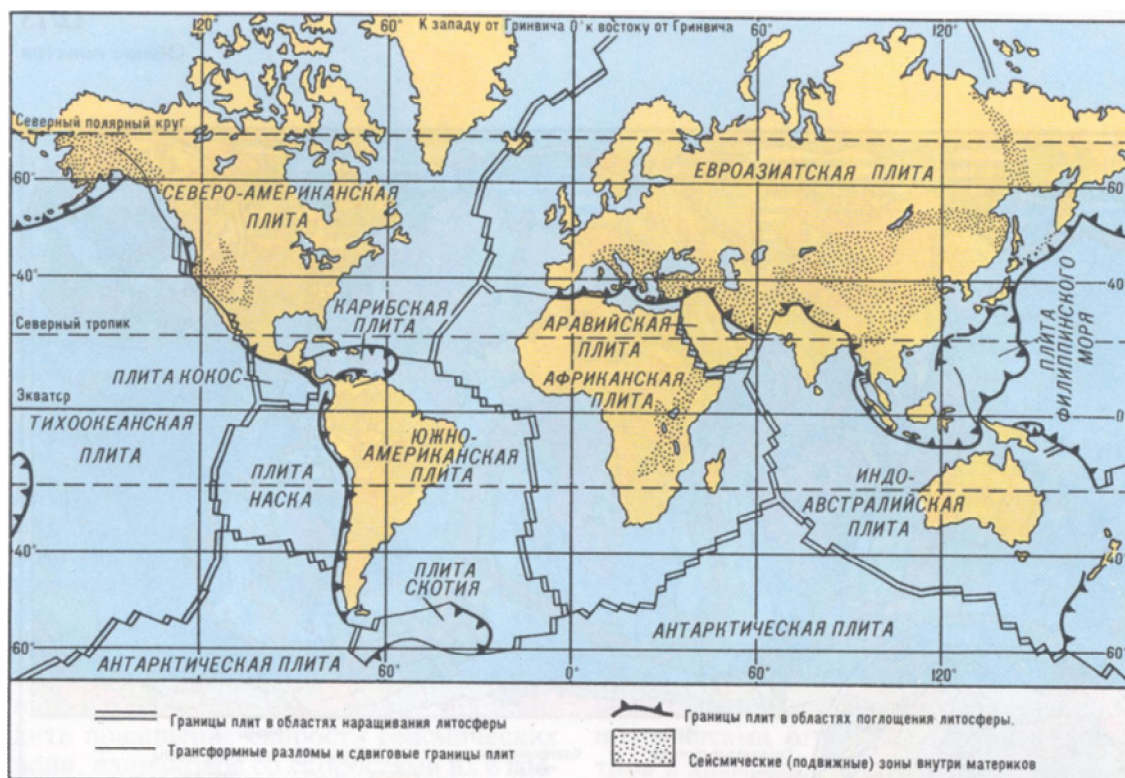 К западу от Гринвича 0° к востоку от Гринвича
120°
60°
60°
120°
Северный полярный круг
60°
60°
СЕВЕРО-АМЕРИКАНСКАЯ
ПЛИТА
ЕВРОАЗИАТСКАЯ ПЛИТА
40°
40°
КАРИБСКАЯ
ПЛИТА
АРАВИЙСКАЯ
ПЛИТА
ПЛИТА
ФИЛИППИНСКОГО
МОРЯ
Северный тропик
ПЛИТА КОКОС
АФРИКАНСКАЯ
ПЛИТА
Экватср
0°
ТИХООКЕАНСКАЯ
ПЛИТА
ЮЖНО-
АМЕРИКАНСКАЯ
ПЛИТА
ПЛИТА
НАСКА
ИНДО-
АВСТРАЛИЙСКАЯ
ПЛИТА
40°
40°
ПЛИТА
СКОТИЯ
60°
АНТАРКТИЧЕСКАЯ ПЛИТА
АНТАРКТИЧЕСКАЯ ПЛИТА
60°
120°
60°
0°
60°
120°
Границы плит в областях наращивания литосферы
Границы плит в областях поглощения литосферы.
Трансформные разломы и сдвиговые границы плит
Сейсмические (подвижные) зоны внутри материков